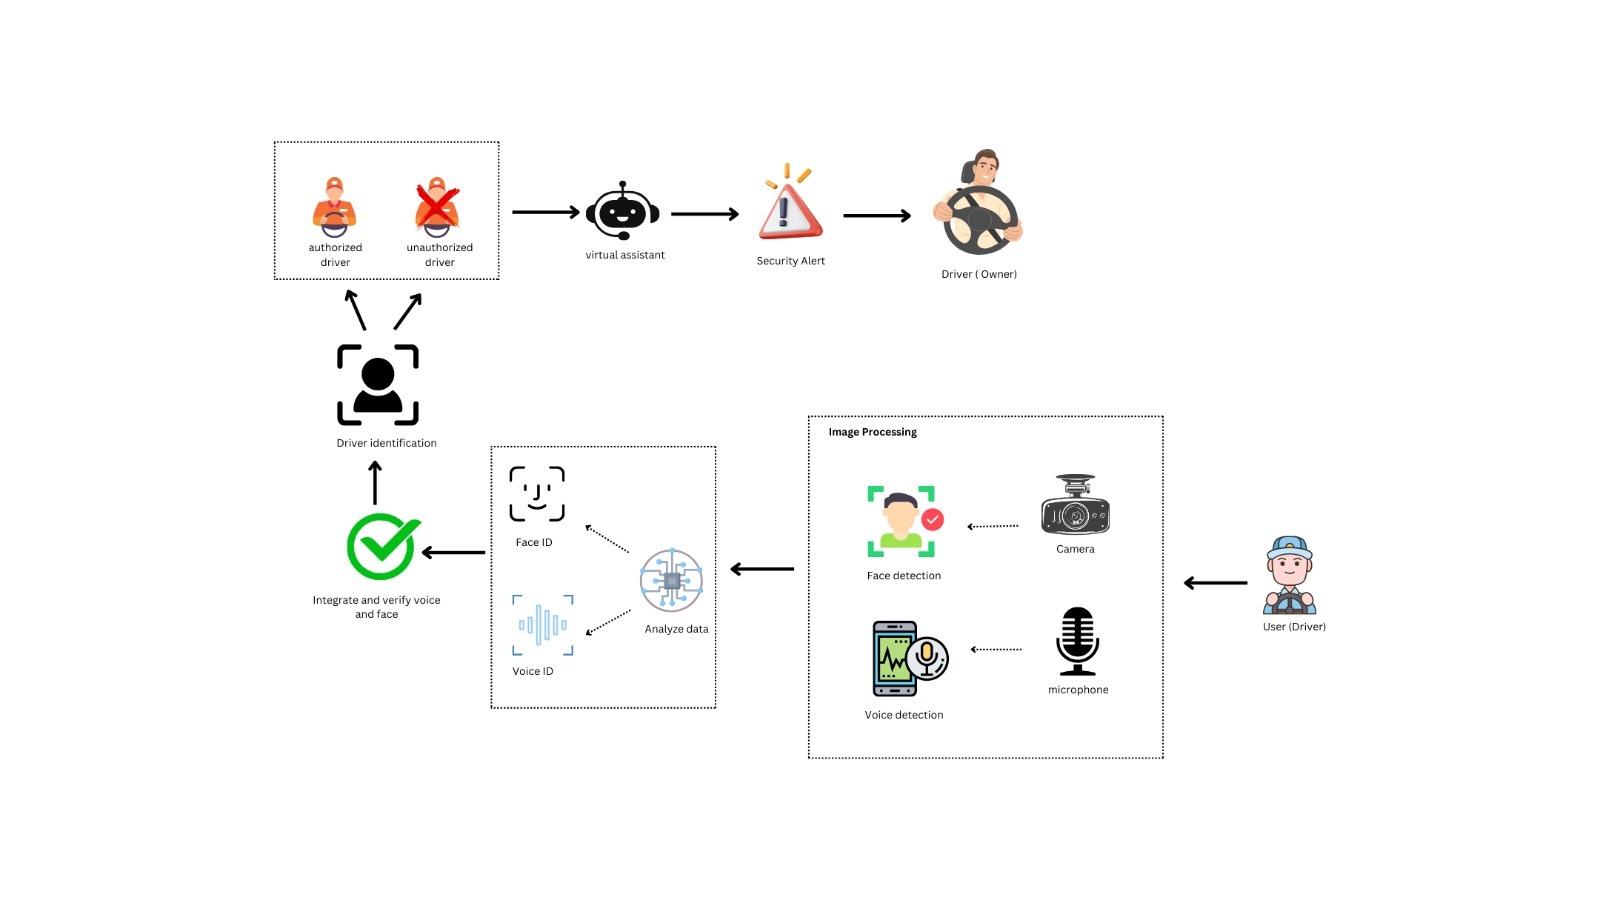 authorized
driver
unauthorized
driver
virtual assistant
Security Alert
Driver ( Owner)
Driver identification
Integrate and verify voice
and face
Face ID
Voice ID
Analyze data
Image Processing
Face detection
Camera
Voice detection
microphone
User (Driver)